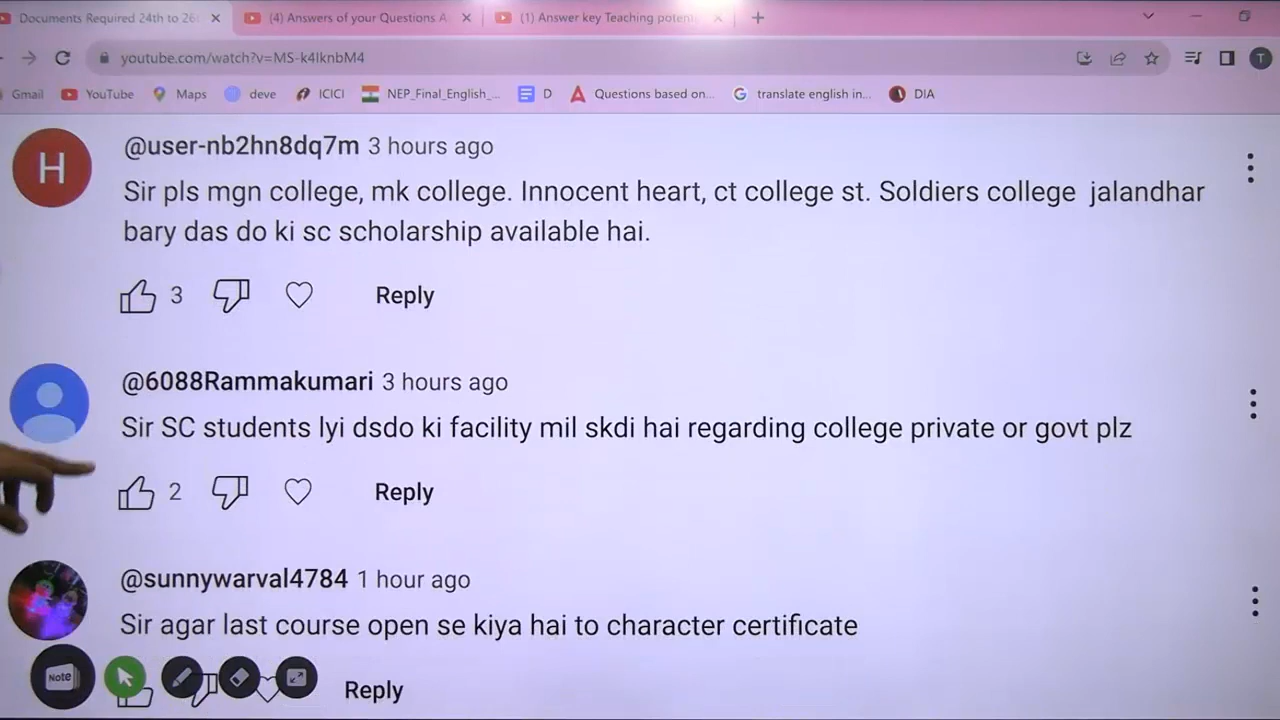 Documents Required 24th to 26
(4) Answers of your Questions A
(1) Answer key Teaching poten
youtube.com/watch?v=MS-k4IknbM4
T
Gmail
YouTube
Maps
deve
ICICI
NEP_Final_English_...
D
Questions based on...
translate english in...
DIA
H
@user-nb2hn8dq7m 3 hours ago
Sir pls mgn college, mk college. Innocent heart, ct college st. Soldiers college jalandhar
bary das do ki sc scholarship available hai.
3
Reply
@6088Rammakumari 3 hours ago
Sir SC students lyi dsdo ki facility mil skdi hai regarding college private or govt plz
2
Reply
@sunnywarval4784 1 hour ago
Sir agar last course open se kiya hai to character certificate
Note
Reply